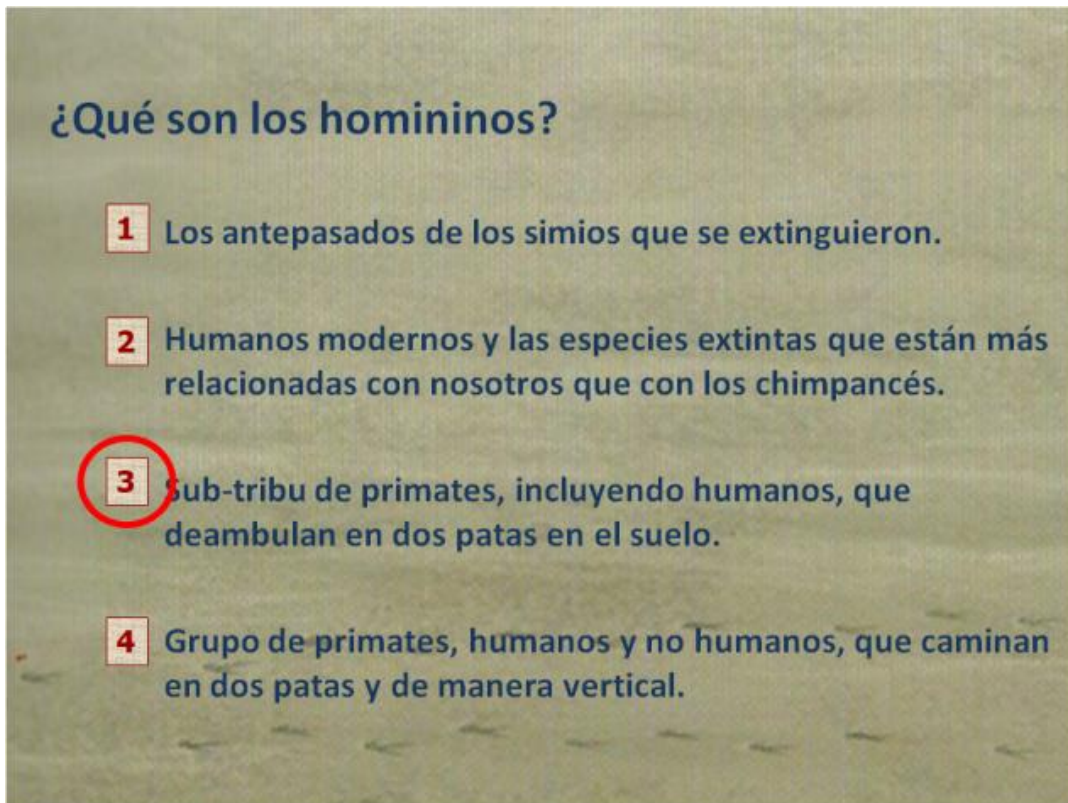 ¿Qué son los homininos?
1 Los antepasados de los simios que se extinguieron.
2 Humanos modernos y las especies extintas que están más
relacionadas con nosotros que con los chimpancés.
3 Sub-tribu de primates, incluyendo humanos, que
deambulan en dos patas en el suelo.
4 Grupo de primates, humanos y no humanos, que caminan
en dos patas y de manera vertical.